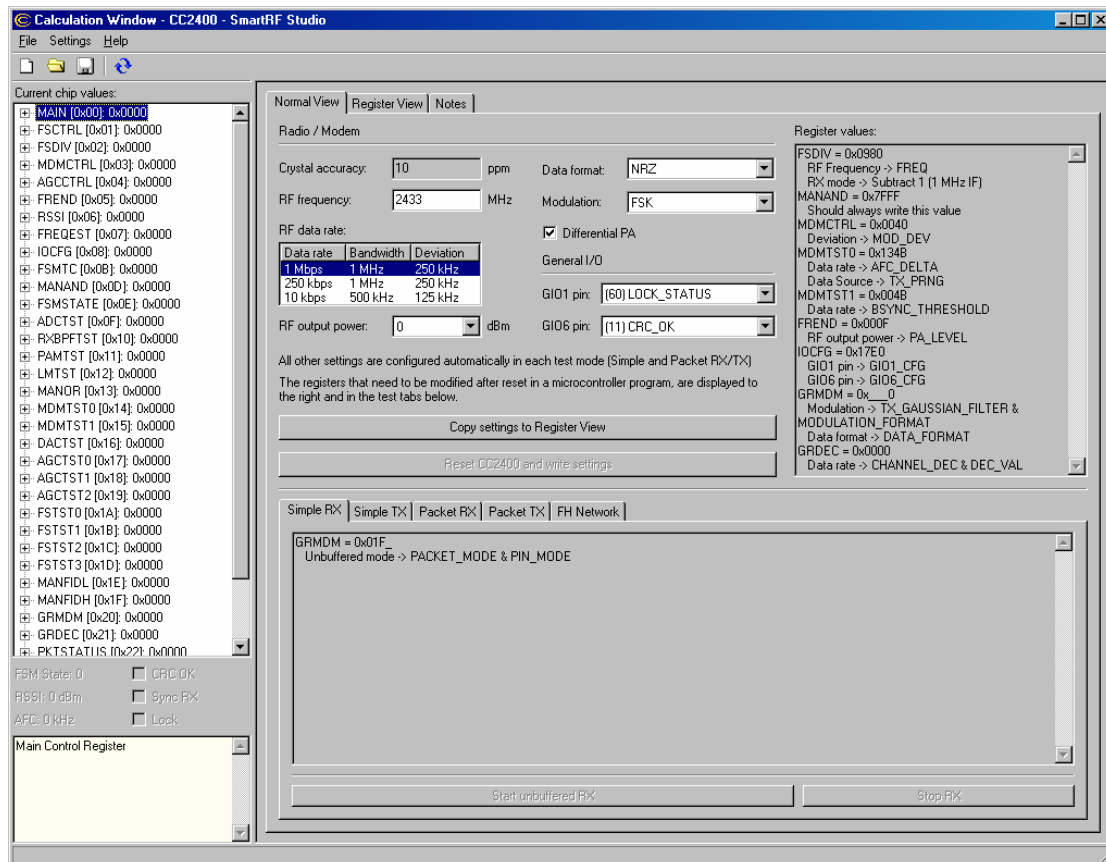 Calculation Window - CC2400 - SmartRF Studio
File Settings Help
Current chip values:
MAIN [0x00]: 0x0000
FSCTRL [0x01]: 0x0000
FSDIV [0x02]: 0x0000
MDMCTRL [0x03]: 0x0000
AGCCTRL [0x04]: 0x0000
FREND [0x05]: 0x0000
RSSI [0x06]: 0x0000
FREQEST [0x07]: 0x0000
IOCFG [0x08]: 0x0000
FSMTC [0x0B]: 0x0000
MANAND [0x0D]: 0x0000
FSMSTATE [0x0E]: 0x0000
ADCTST [0x0F]: 0x0000
RXBPFTST [0x10]: 0x0000
PAMTST [0x11]: 0x0000
LMTST [0x12]: 0x0000
MANOR [0x13]: 0x0000
MDMTST0 [0x14]: 0x0000
MDMTST1 [0x15]: 0x0000
DACTST [0x16]: 0x0000
AGCTST0 [0x17]: 0x0000
AGCTST1 [0x18]: 0x0000
AGCTST2 [0x19]: 0x0000
FSTST0 [0x1A]: 0x0000
FSTST1 [0x1B]: 0x0000
FSTST2 [0x1C]: 0x0000
FSTST3 [0x1D]: 0x0000
MANFIDL [0x1E]: 0x0000
MANFIDH [0x1F]: 0x0000
GRMDM [0x20]: 0x0000
GRDEC [0x21]: 0x0000
PKTSTATUS [0x22]: 0x0000
FSM State: 0 CRC OK
RSSI: 0 dBm Sync RX
AFC: 0 kHz Lock
Main Control Register
Normal View Register View Notes
Radio / Modem
Crystal accuracy: 10 ppm Data format: NRZ
RF frequency: 2433 MHz Modulation: FSK
RF data rate: Differential PA
Data rate Bandwidth Deviation
1 Mbps 1 MHz 250 kHz
250 kbps 1 MHz 250 kHz
10 kbps 500 kHz 125 kHz
General I/O
GIO1 pin: (60) LOCK_STATUS
RF output power: 0 dBm GIO6 pin: (11) CRC_OK
All other settings are configured automatically in each test mode (Simple and Packet RX/TX)
The registers that need to be modified after reset in a microcontroller program, are displayed to
the right and in the test tabs below.
Copy settings to Register View
Reset CC2400 and write settings
Register values:
FSDIV = 0x0980
RF Frequency -> FREQ
RX mode -> Subtract 1 (1 MHz IF)
MANAND = 0x7FFF
Should always write this value
MDMCTRL = 0x0040
Deviation -> MOD_DEV
MDMTST0 = 0x134B
Data rate -> AFC_DELTA
Data Source -> TX_PRNG
MDMTST1 = 0x004B
Data rate -> BSYNC_THRESHOLD
FREND = 0x000F
RF output power -> PA_LEVEL
IOCFG = 0x17E0
GIO1 pin -> GIO1_CFG
GIO6 pin -> GIO6_CFG
GRMDM = 0x___0
Modulation -> TX_GAUSSIAN_FILTER &
MODULATION_FORMAT
Data format -> DATA_FORMAT
GRDEC = 0x0000
Data rate -> CHANNEL_DEC & DEC_VAL
Simple RX Simple TX Packet RX Packet TX FH Network
GRMDM = 0x01F_
Unbuffered mode -> PACKET_MODE & PIN_MODE
Start unbuffered RX Stop RX